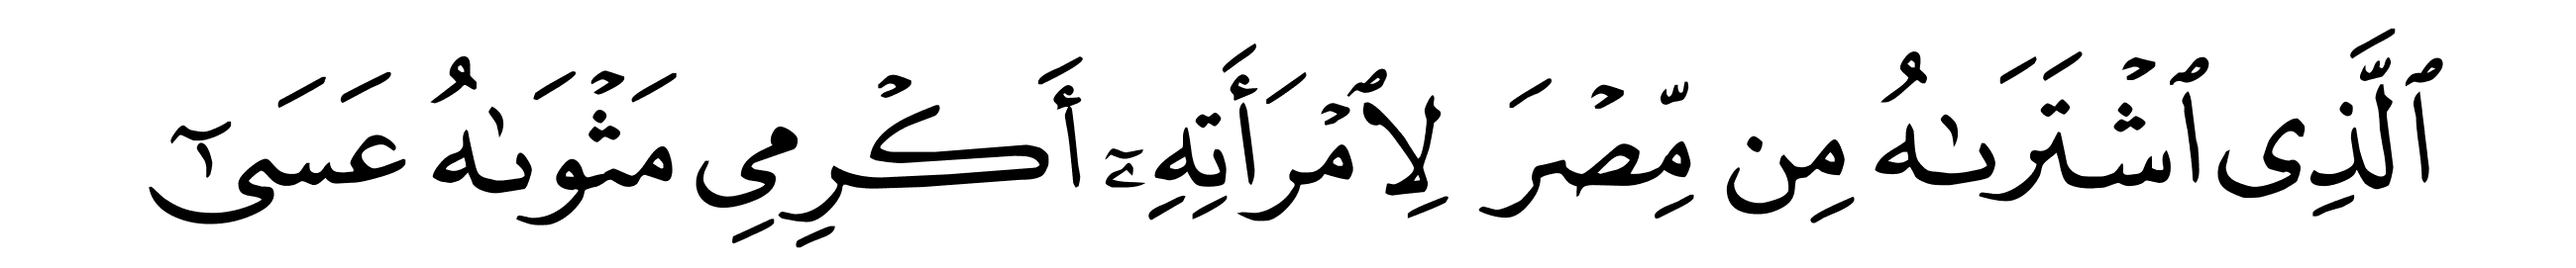 ٱلَّذِى ٱشْتَرَىٰهُ مِن مِّصْرَ لِٱمْرَأَتِهِۦٓ أَكْرِمِى مَثْوَىٰهُ عَسَىٰٓ